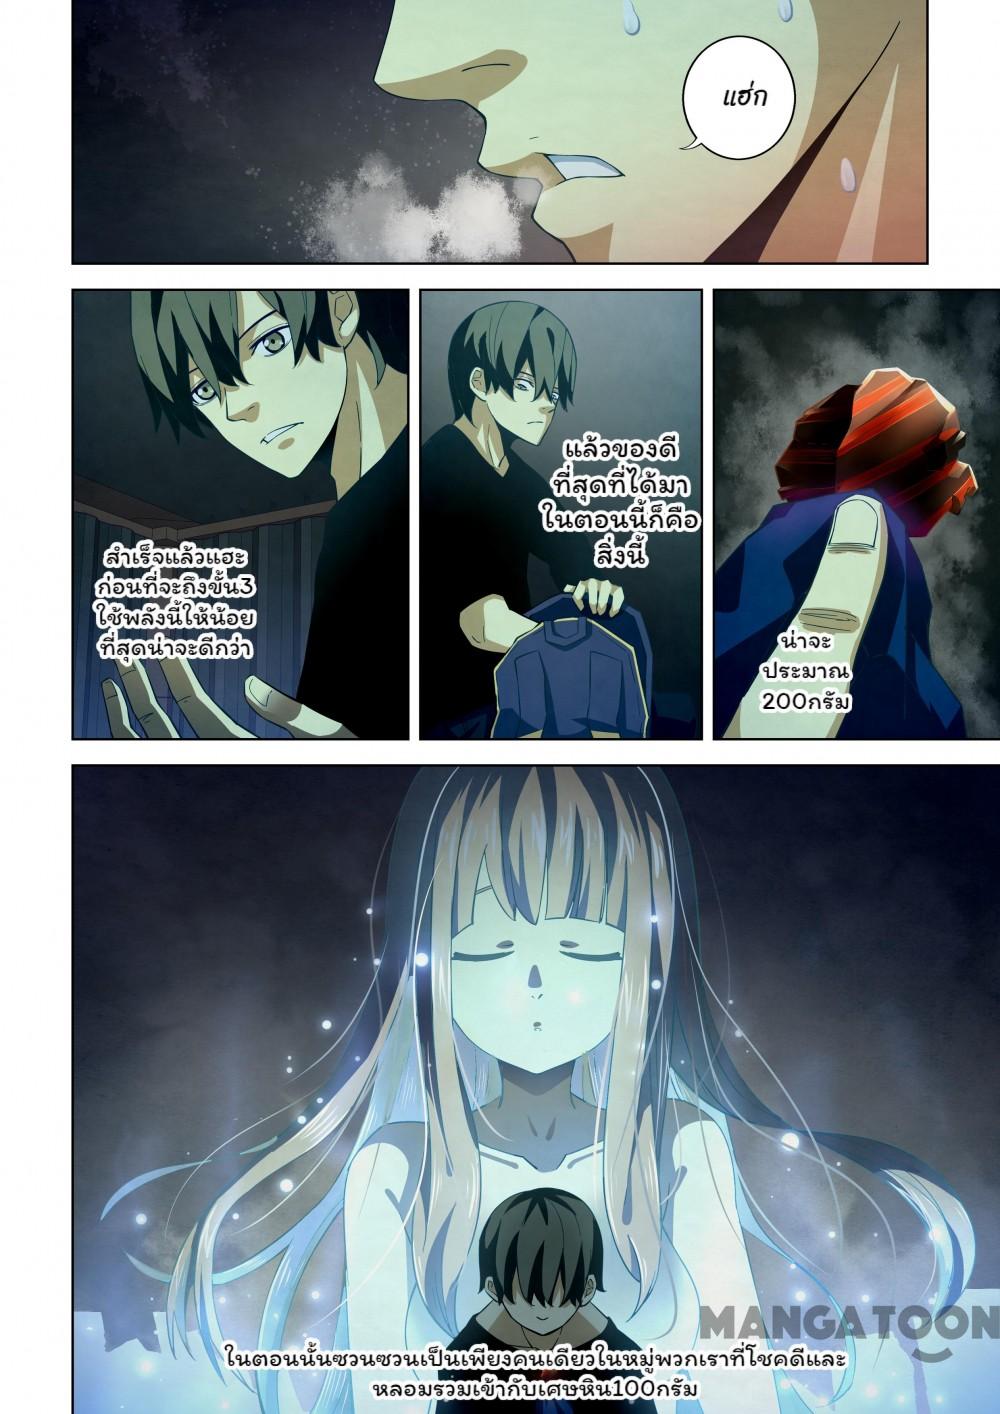 แฮ่ก
สำเร็จแล้วแฮะ
ก่อนที่จะถึงขั้น3
ใช้พลังนี้ให้น้อย
ที่สุดน่าจะดีกว่า
แล้วของดี
ที่สุดที่ได้มา
ในตอนนี้ก็คือ
สิ่งนี้
น่าจะ
ประมาณ
200กรัม
MANGATOON
ในตอนนั้นซวนซวนเป็นเพียงคนเดียวในหมู่พวกเราที่โชคดีและ
หลอมรวมเข้ากับเศษหิน100กรัม